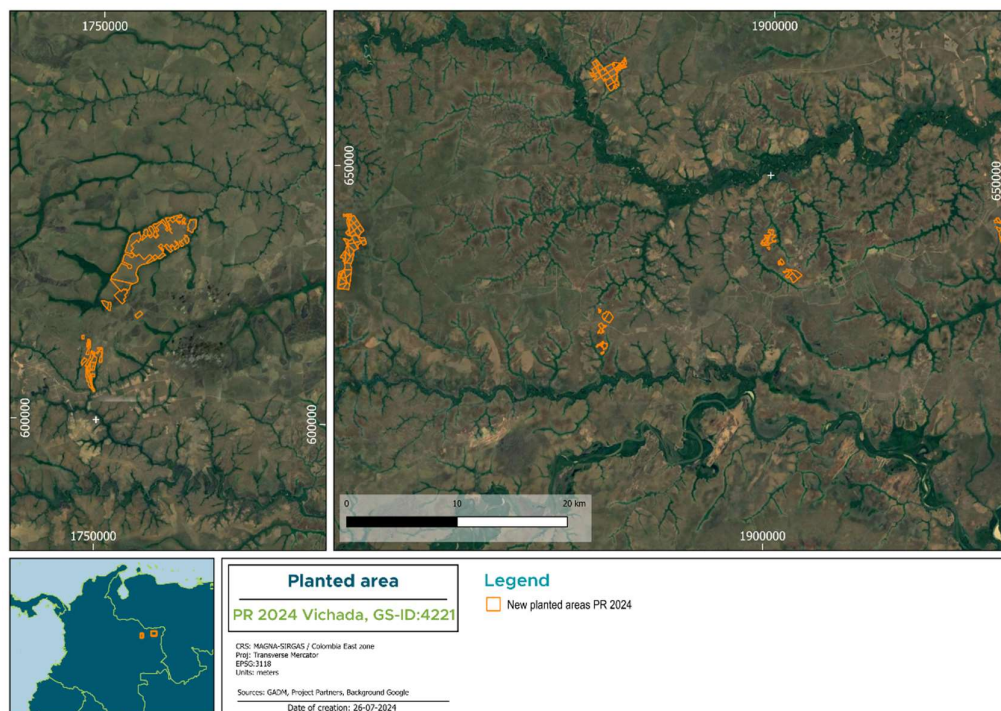 1750000
1900000
650000
650000
600000
600000
0 10 20 km
1750000
1900000
Planted area
PR 2024 Vichada, GS-ID:4221
CRS: MAGNA-SIRGAS / Colombia East zone
Proj: Transverse Mercator
EPSG:3118
Units: meters
Sources: GADM, Project Partners, Background Google
Date of creation: 26-07-2024
Legend
New planted areas PR 2024